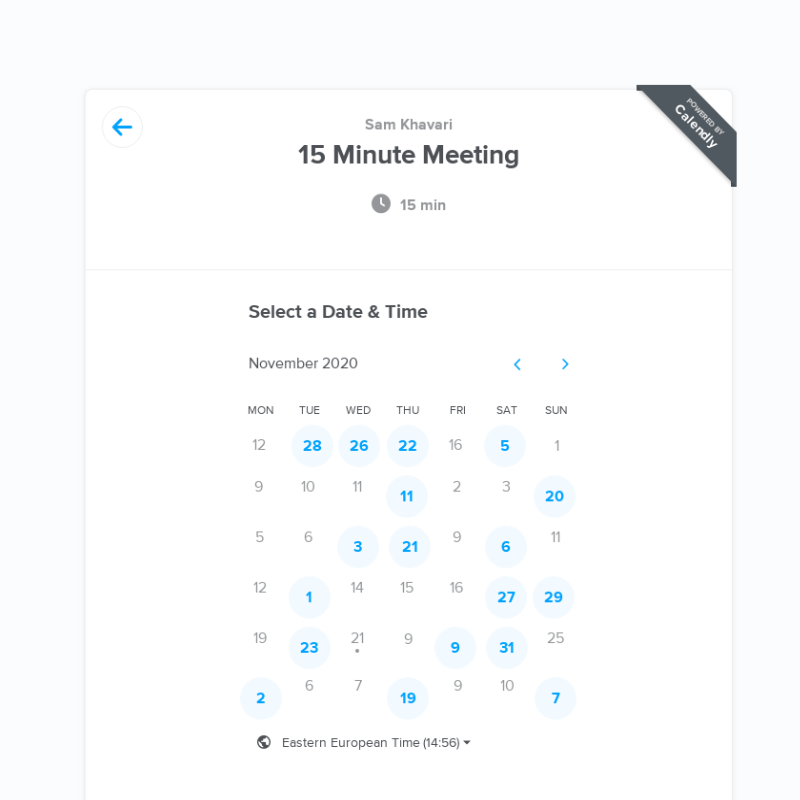 POWERED BY
Calendly
Sam Khavari
15 Minute Meeting
15 min
Select a Date & Time
November 2020
MON TUE WED THU FRI SAT SUN
12 28 26 22 16 5 1
9 10 11 11 2 3 20
5 6 3 21 9 6 11
12 1 14 15 16 27 29
19 23 21 9 9 31 25
2 6 7 19 9 10 7
Eastern European Time (14:56)